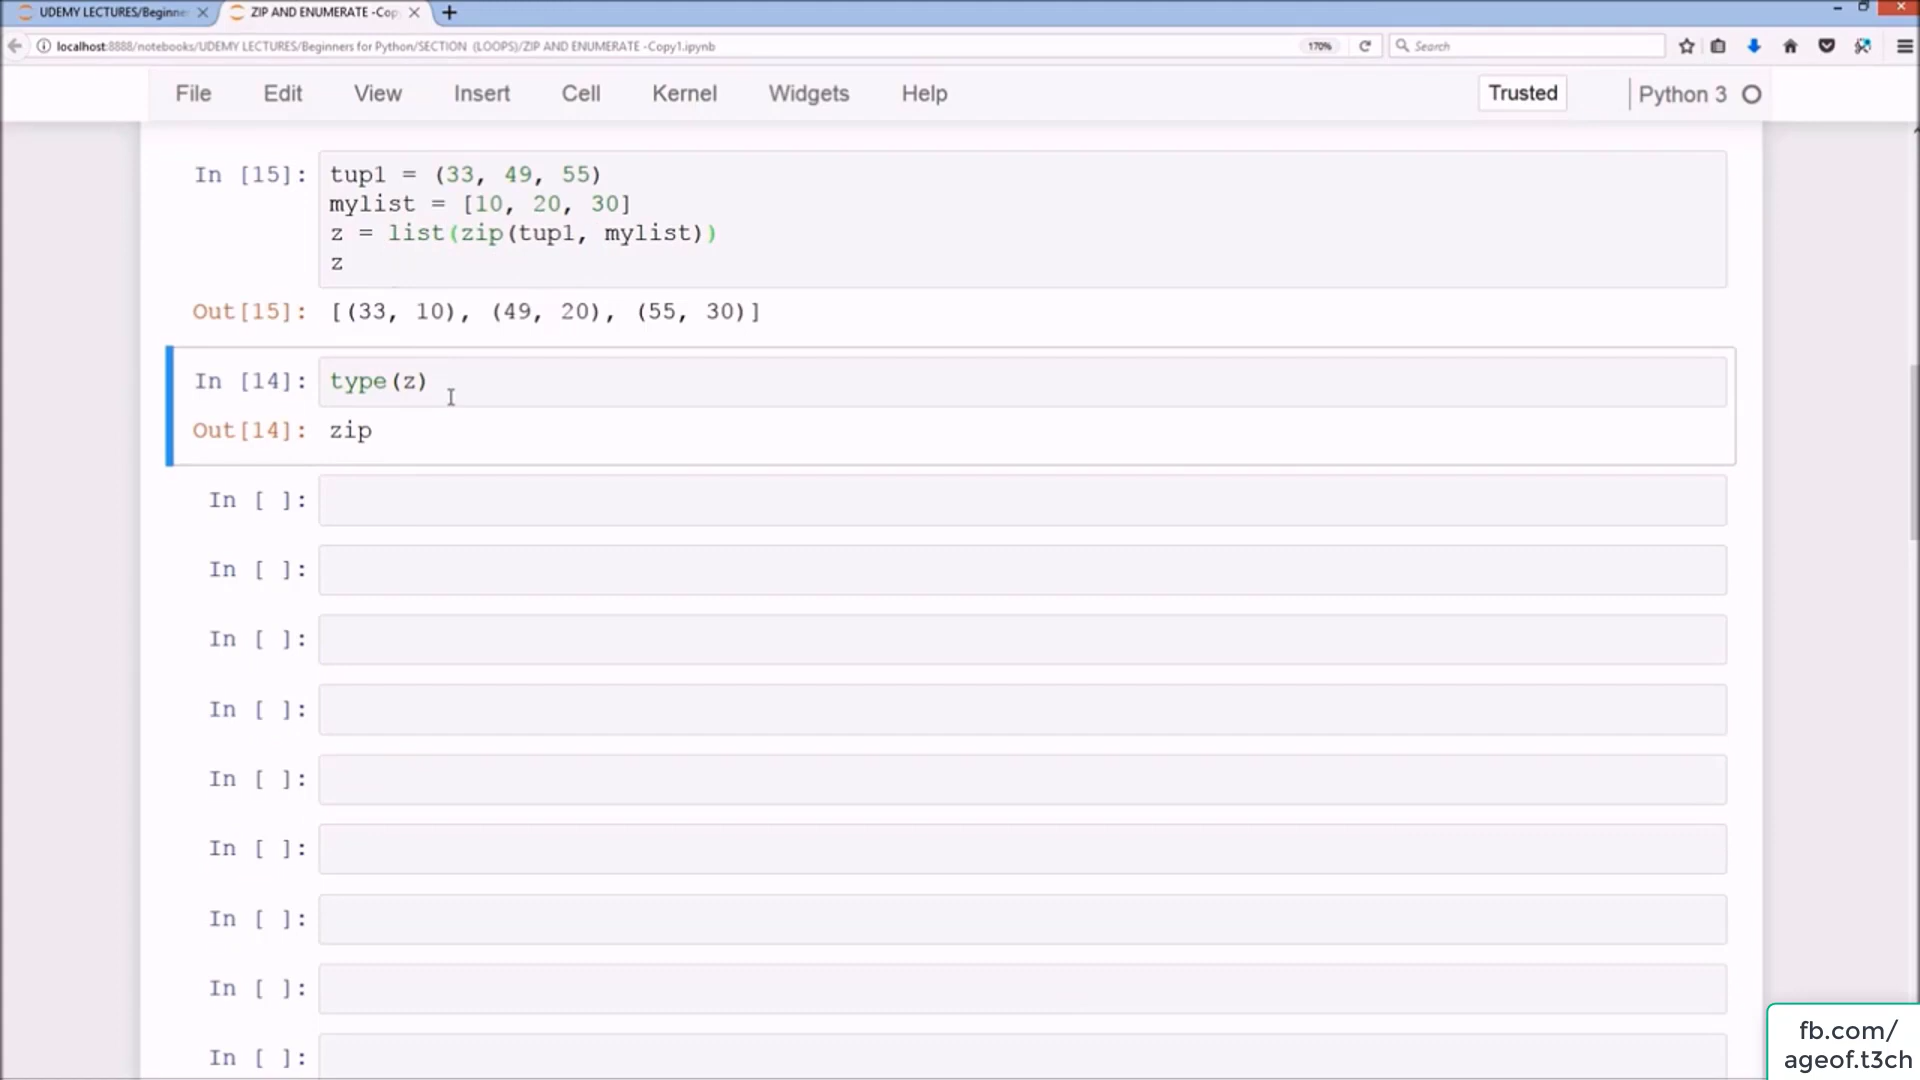 UDEMY LECTURES/Beginne
ZIP AND ENUMERATE -Cop
localhost:8888/notebooks/UDEMY LECTURES/Beginners for Python/SECTION (LOOPS)/ZIP AND ENUMERATE -Copy1.ipynb
170%
Search
File Edit View Insert Cell Kernel Widgets Help
Trusted
Python 3
In [15]: tup1 = (33, 49, 55)
mylist = [10, 20, 30]
z = list(zip(tup1, mylist))
z
Out[15]: [(33, 10), (49, 20), (55, 30)]
In [14]: type(z)
Out[14]: zip
In [ ]:
In [ ]:
In [ ]:
In [ ]:
In [ ]:
In [ ]:
In [ ]:
In [ ]:
In [ ]:
fb.com/
ageof.t3ch